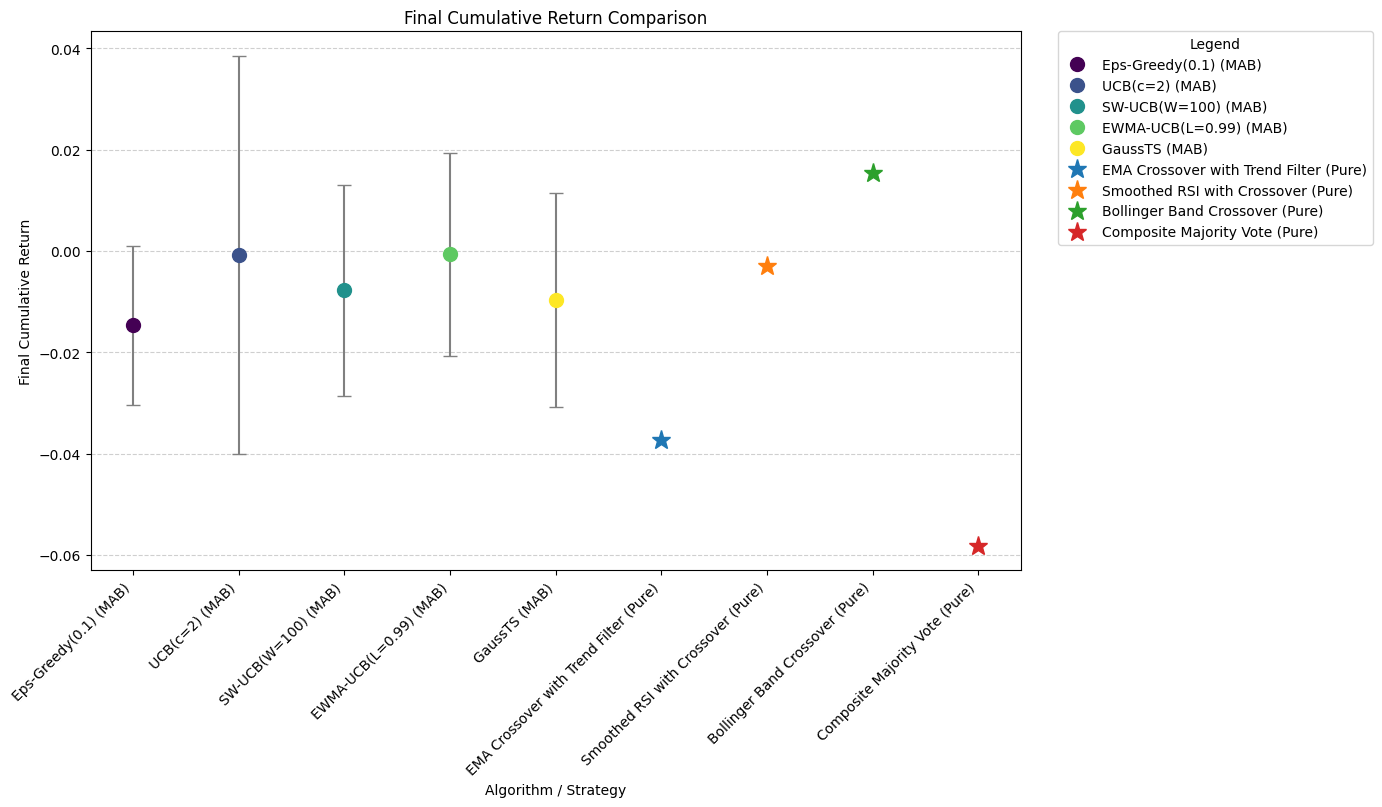 Final Cumulative Return Comparison
0.04
0.02
0.00
−0.02
−0.04
−0.06
Final Cumulative Return
Eps-Greedy(0.1) (MAB)
UCB(c=2) (MAB)
SW-UCB(W=100) (MAB)
EWMA-UCB(L=0.99) (MAB)
GaussTS (MAB)
EMA Crossover with Trend Filter (Pure)
Smoothed RSI with Crossover (Pure)
Bollinger Band Crossover (Pure)
Composite Majority Vote (Pure)
Algorithm / Strategy
Legend
Eps-Greedy(0.1) (MAB)
UCB(c=2) (MAB)
SW-UCB(W=100) (MAB)
EWMA-UCB(L=0.99) (MAB)
GaussTS (MAB)
EMA Crossover with Trend Filter (Pure)
Smoothed RSI with Crossover (Pure)
Bollinger Band Crossover (Pure)
Composite Majority Vote (Pure)